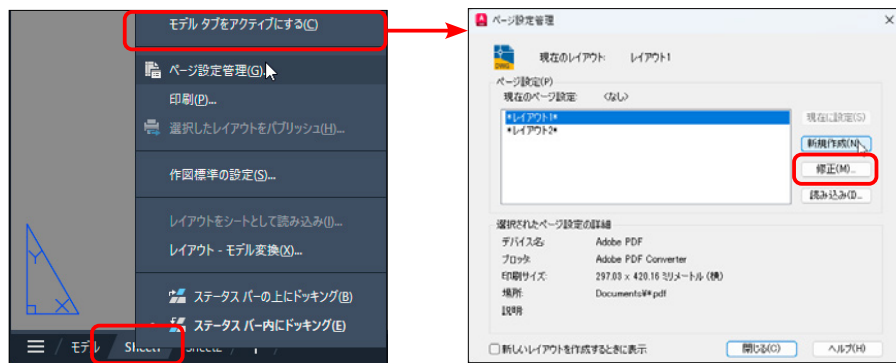 モデル タブをアクティブにする(C)
ページ設定管理(G)...
印刷(P)...
選択したレイアウトをパブリッシュ(H)...
作図標準の設定(S)...
レイアウトをシートとして読み込み(I)...
レイアウト - モデル変換(X)...
ステータス バーの上にドッキング(B)
ステータス バー内にドッキング(E)
Y
X
モデル
ページ設定管理
DWG
現在のレイアウト: レイアウト1
ページ設定(P)
現在のページ設定: <なし>
*レイアウト1*
*レイアウト2*
現在に設定(S)
新規作成(N)...
修正(M)...
読み込み(I)...
選択されたページ設定の詳細
デバイス名: Adobe PDF
プロッタ: Adobe PDF Converter
印刷サイズ: 297.03 x 420.16 ミリメートル (横)
場所: Documents¥*.pdf
説明:
新しいレイアウトを作成するときに表示
閉じる(C)
ヘルプ(H)